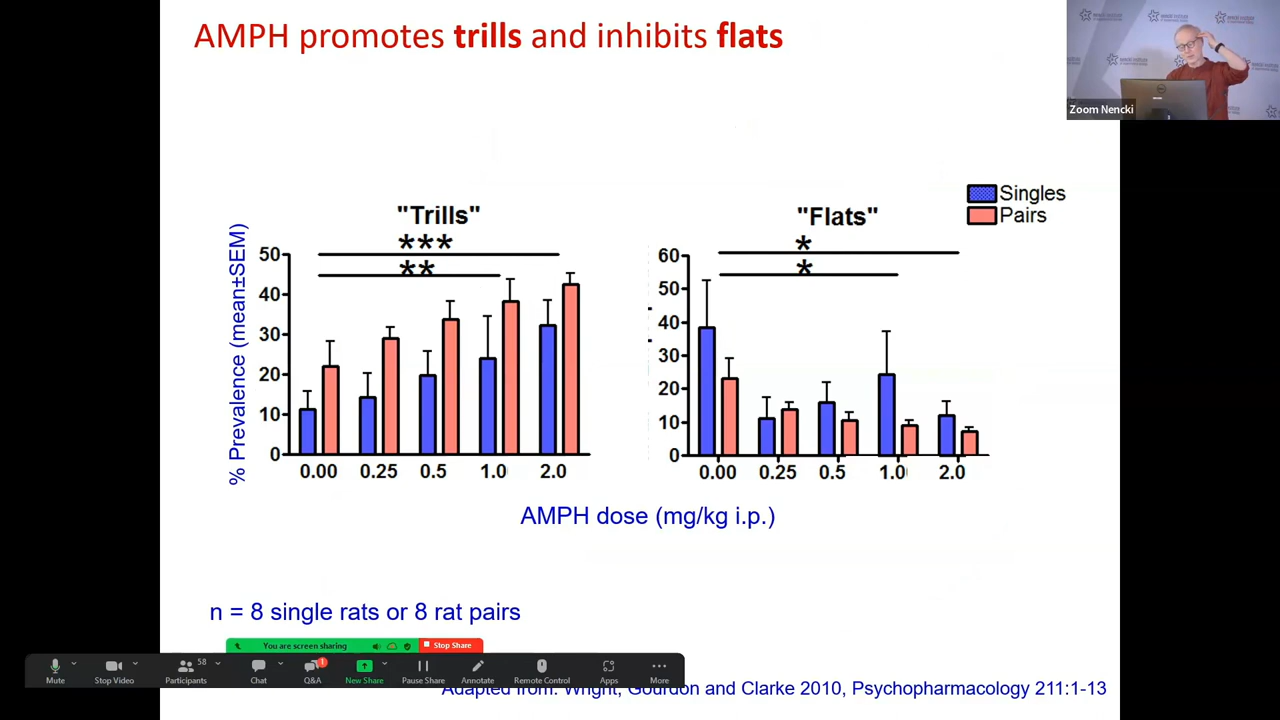 AMPH promotes trills and inhibits flats
Zoom Nencki
Singles
Pairs
"Trills"
***
**
% Prevalence (mean±SEM)
50
40
30
20
10
0
0.00 0.25 0.5 1.0 2.0
"Flats"
*
*
60
50
40
30
20
10
0
0.00 0.25 0.5 1.0 2.0
AMPH dose (mg/kg i.p.)
n = 8 single rats or 8 rat pairs
You are screen sharing
Stop Share
58
1
Mute
Stop Video
Participants
Chat
Q&A
New Share
Pause Share
Annotate
Remote Control
Apps
More
Adapted from: Wright, Gourdon and Clarke 2010, Psychopharmacology 211:1-13